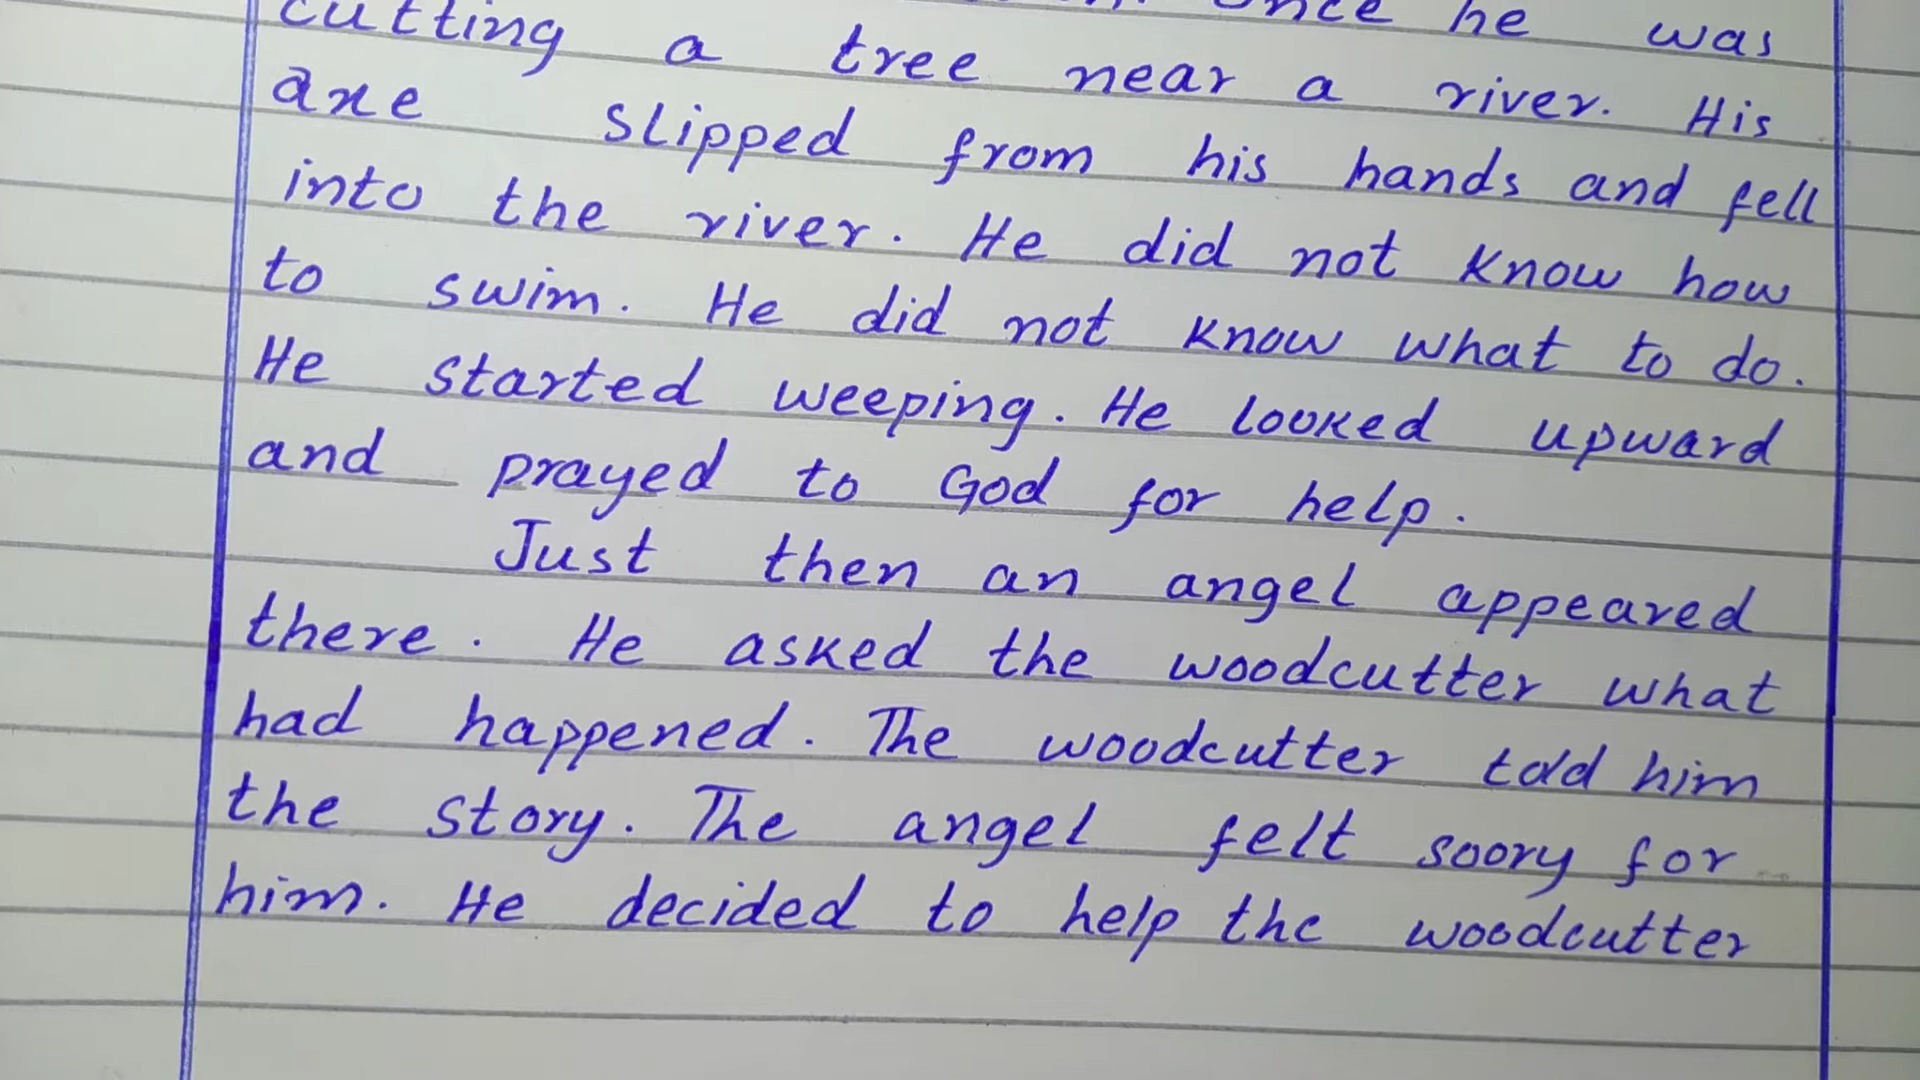 once he was
cutting a tree near a river. His
axe slipped from his hands and fell
into the river. He did not know how
to swim. He did not know what to do.
He started weeping. He looked upward
and prayed to God for help.
Just then an angel appeared
there. He asked the woodcutter what
had happened. The woodcutter told him
the story. The angel felt soory for
him. He decided to help the woodcutter